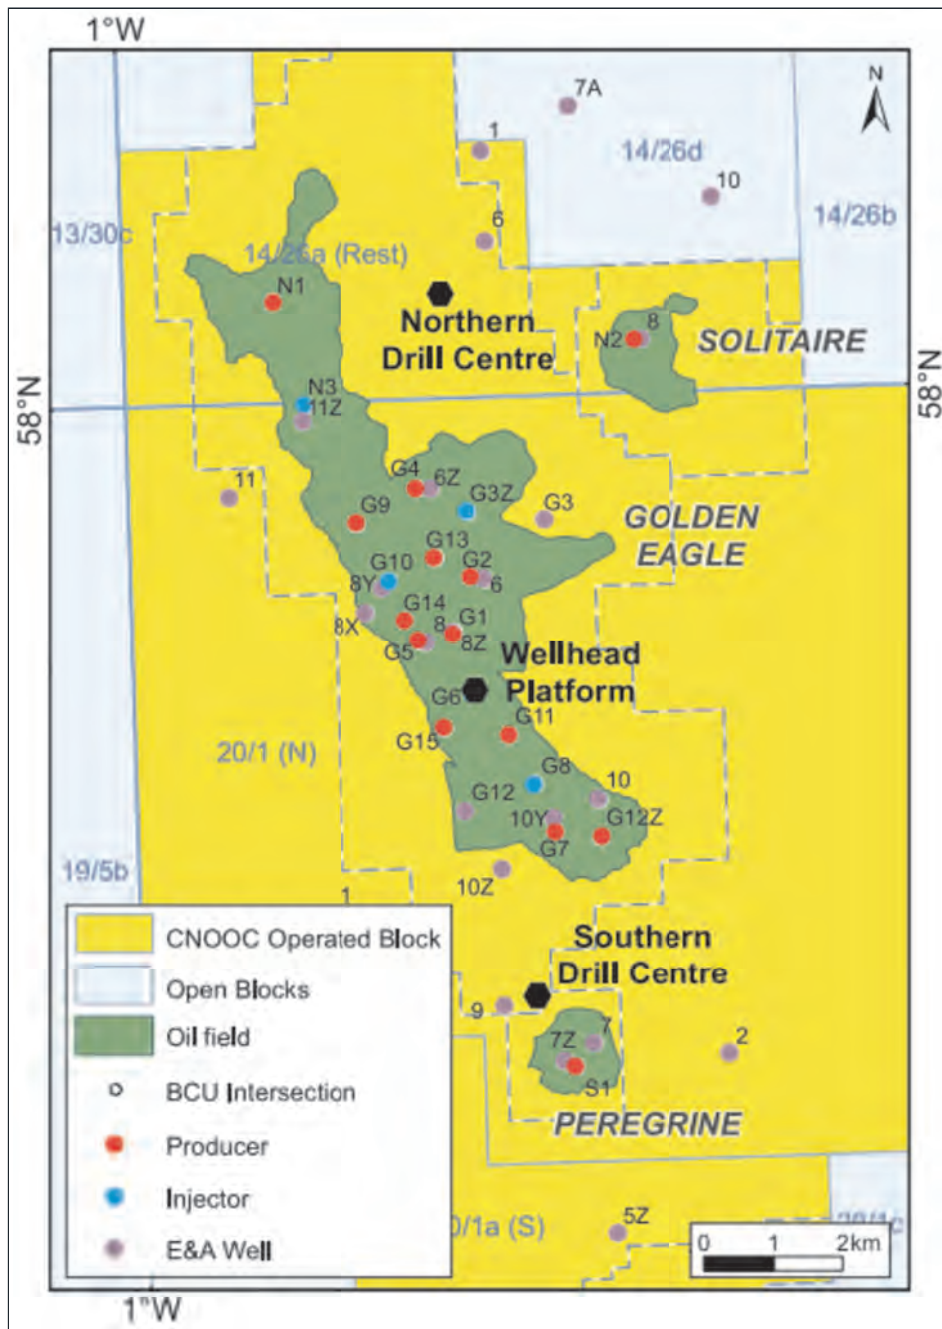 1°W
N
7A
1
14/26d
10
14/26b
13/30c
6
14/26a (Rest)
N1
Northern
Drill Centre
N2
8
SOLITAIRE
58°N
58°N
N3
11Z
11
G4
6Z
G3Z
G3
G9
GOLDEN
EAGLE
G13
G10
G2
8Y
6
G14
8X
8
G1
G5
8Z
Wellhead
Platform
G6
G11
G15
20/1 (N)
G8
10
G12
10Y
G12Z
G7
19/5b
10Z
1
Southern
Drill Centre
CNOOC Operated Block
Open Blocks
Oil field
BCU Intersection
Producer
Injector
E&A Well
9
7
7Z
2
S1
PEREGRINE
5Z
0/1a (S)
0 1 2km
1°W